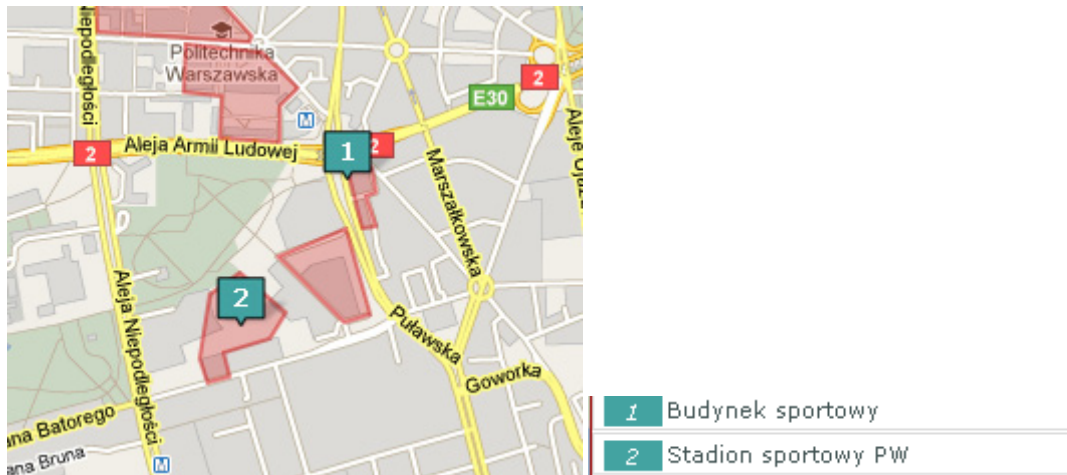 Niepodległości
Politechnika
Warszawska
2
E30
M
Aleja Armii Ludowej
2
1
2
Marszałkowska
2
Aleja Niepodległości
Puławska
Goworka
Batorego
Bruna
M
1 Budynek sportowy
2 Stadion sportowy PW